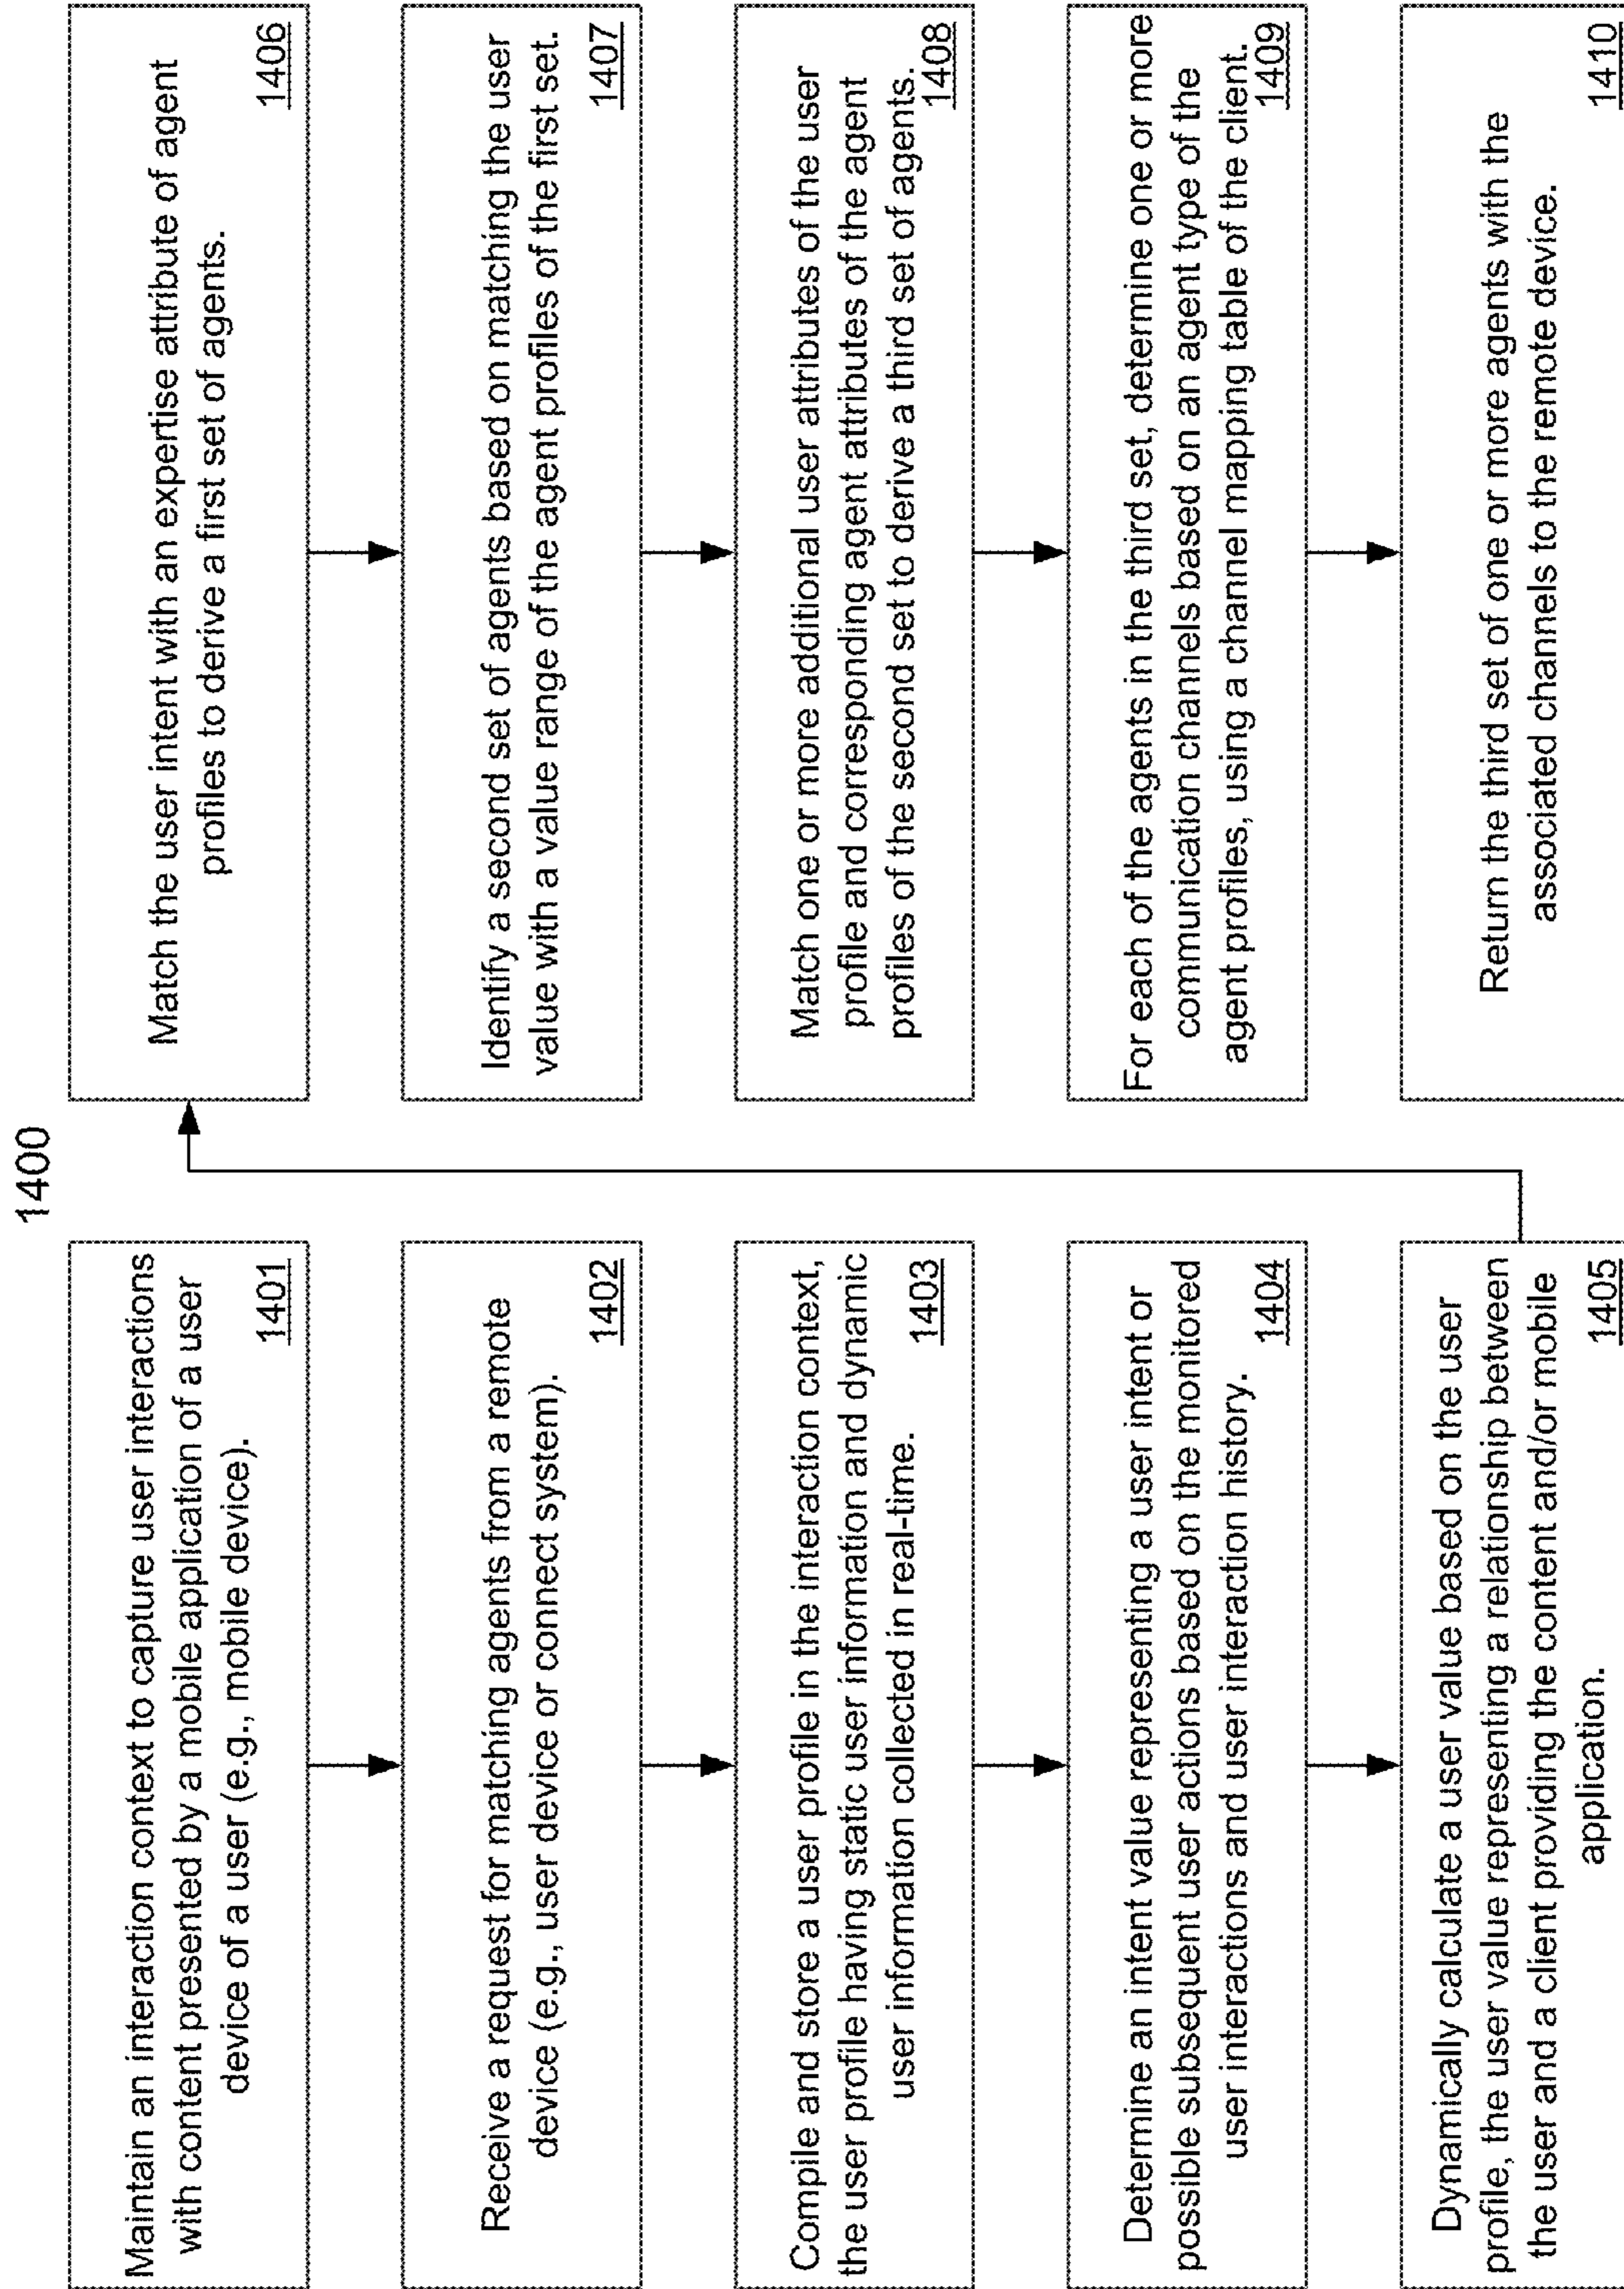 1400
Maintain an interaction context to capture user interactions
with content presented by a mobile application of a user
device of a user (e.g., mobile device).
1401
Receive a request for matching agents from a remote
device (e.g., user device or connect system).
1402
Compile and store a user profile in the interaction context,
the user profile having static user information and dynamic
user information collected in real-time.
1403
Determine an intent value representing a user intent or
possible subsequent user actions based on the monitored
user interactions and user interaction history.
1404
Dynamically calculate a user value based on the user
profile, the user value representing a relationship between
the user and a client providing the content and/or mobile
application.
1405
Match the user intent with an expertise attribute of agent
profiles to derive a first set of agents.
1406
Identify a second set of agents based on matching the user
value with a value range of the agent profiles of the first set.
1407
Match one or more additional user attributes of the user
profile and corresponding agent attributes of the agent
profiles of the second set to derive a third set of agents.
1408
For each of the agents in the third set, determine one or more
communication channels based on an agent type of the
agent profiles, using a channel mapping table of the client.
1409
Return the third set of one or more agents with the
associated channels to the remote device.
1410